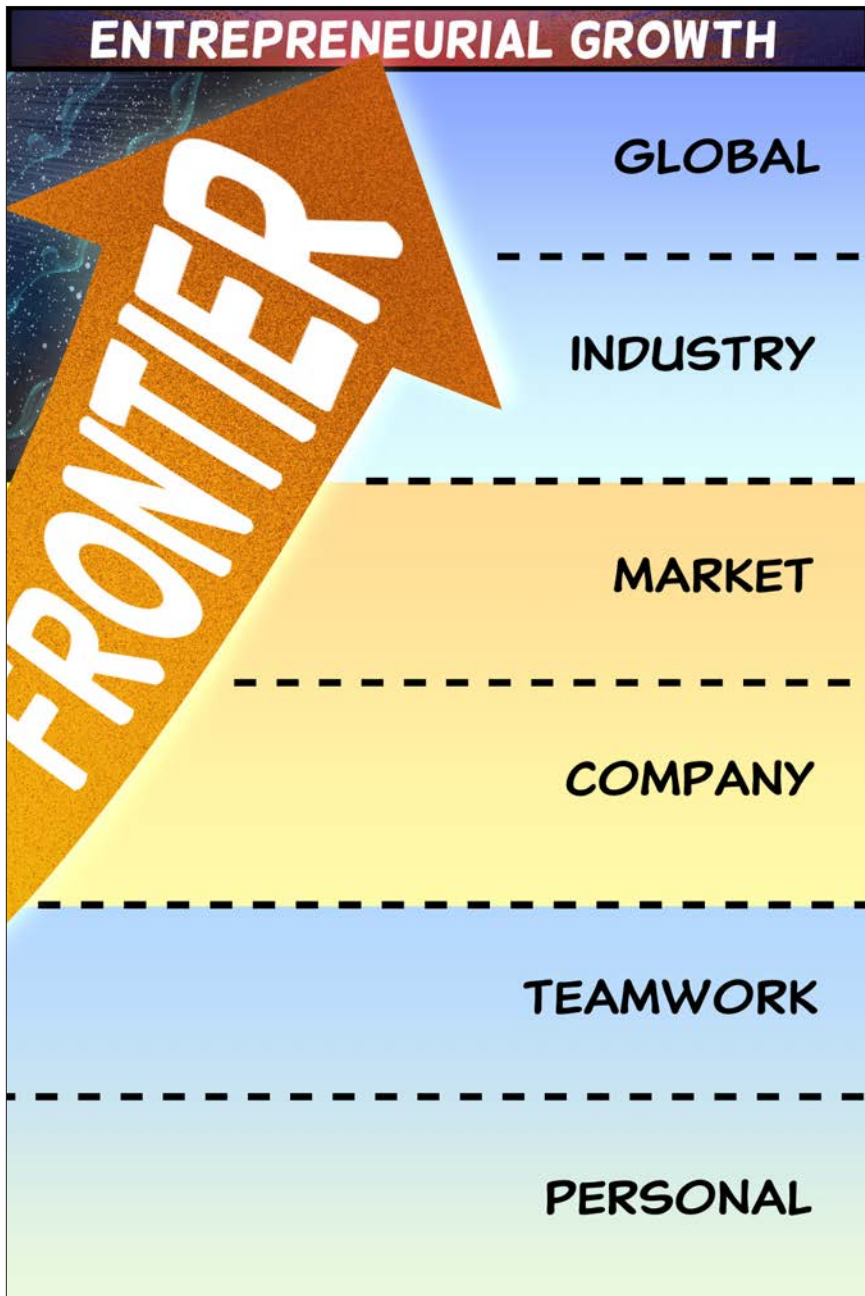 ENTREPRENEURIAL GROWTH
FRONTIER
GLOBAL
INDUSTRY
MARKET
COMPANY
TEAMWORK
PERSONAL